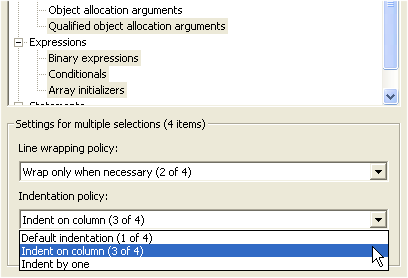 Object allocation arguments
Qualified object allocation arguments
Expressions
Binary expressions
Conditionals
Array initializers
Statements
Settings for multiple selections (4 items)
Line wrapping policy:
Wrap only when necessary (2 of 4)
Indentation policy:
Indent on column (3 of 4)
Default indentation (1 of 4)
Indent on column (3 of 4)
Indent by one